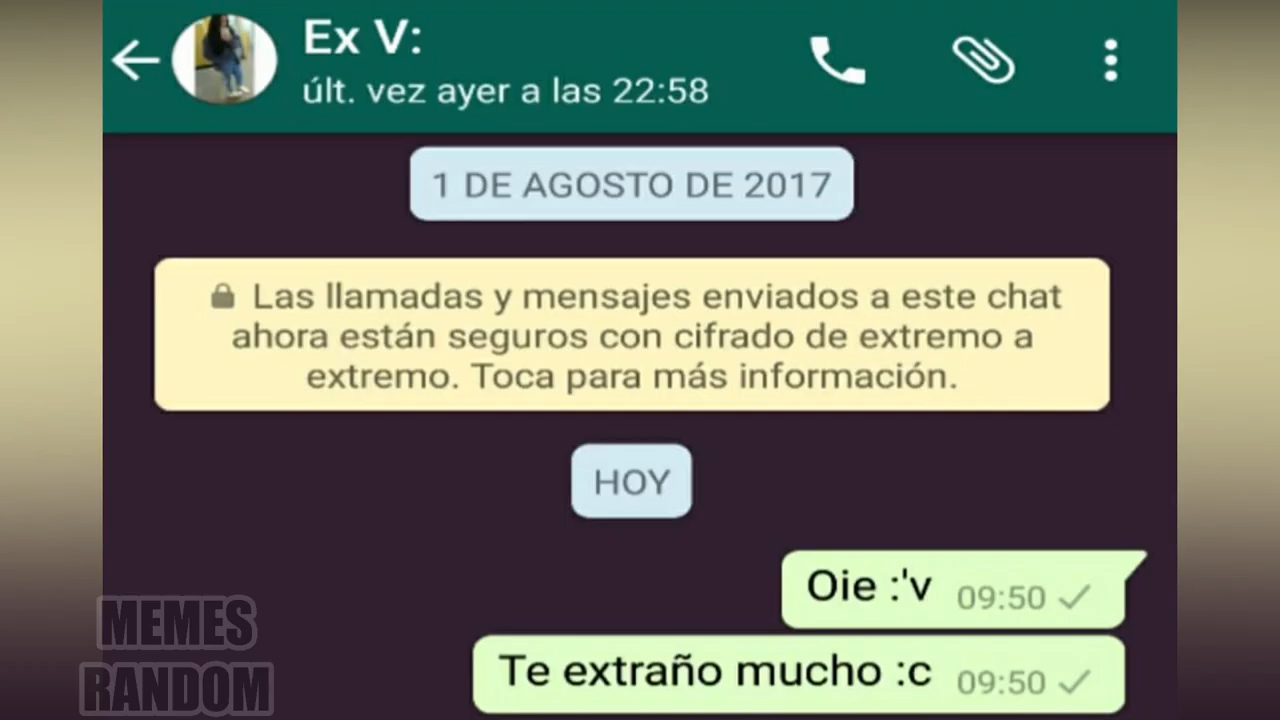 Ex V:
últ. vez ayer a las 22:58
1 DE AGOSTO DE 2017
Las llamadas y mensajes enviados a este chat
ahora están seguros con cifrado de extremo a
extremo. Toca para más información.
HOY
Oie :'v 09:50
Te extraño mucho :c 09:50
MEMES
RANDOM